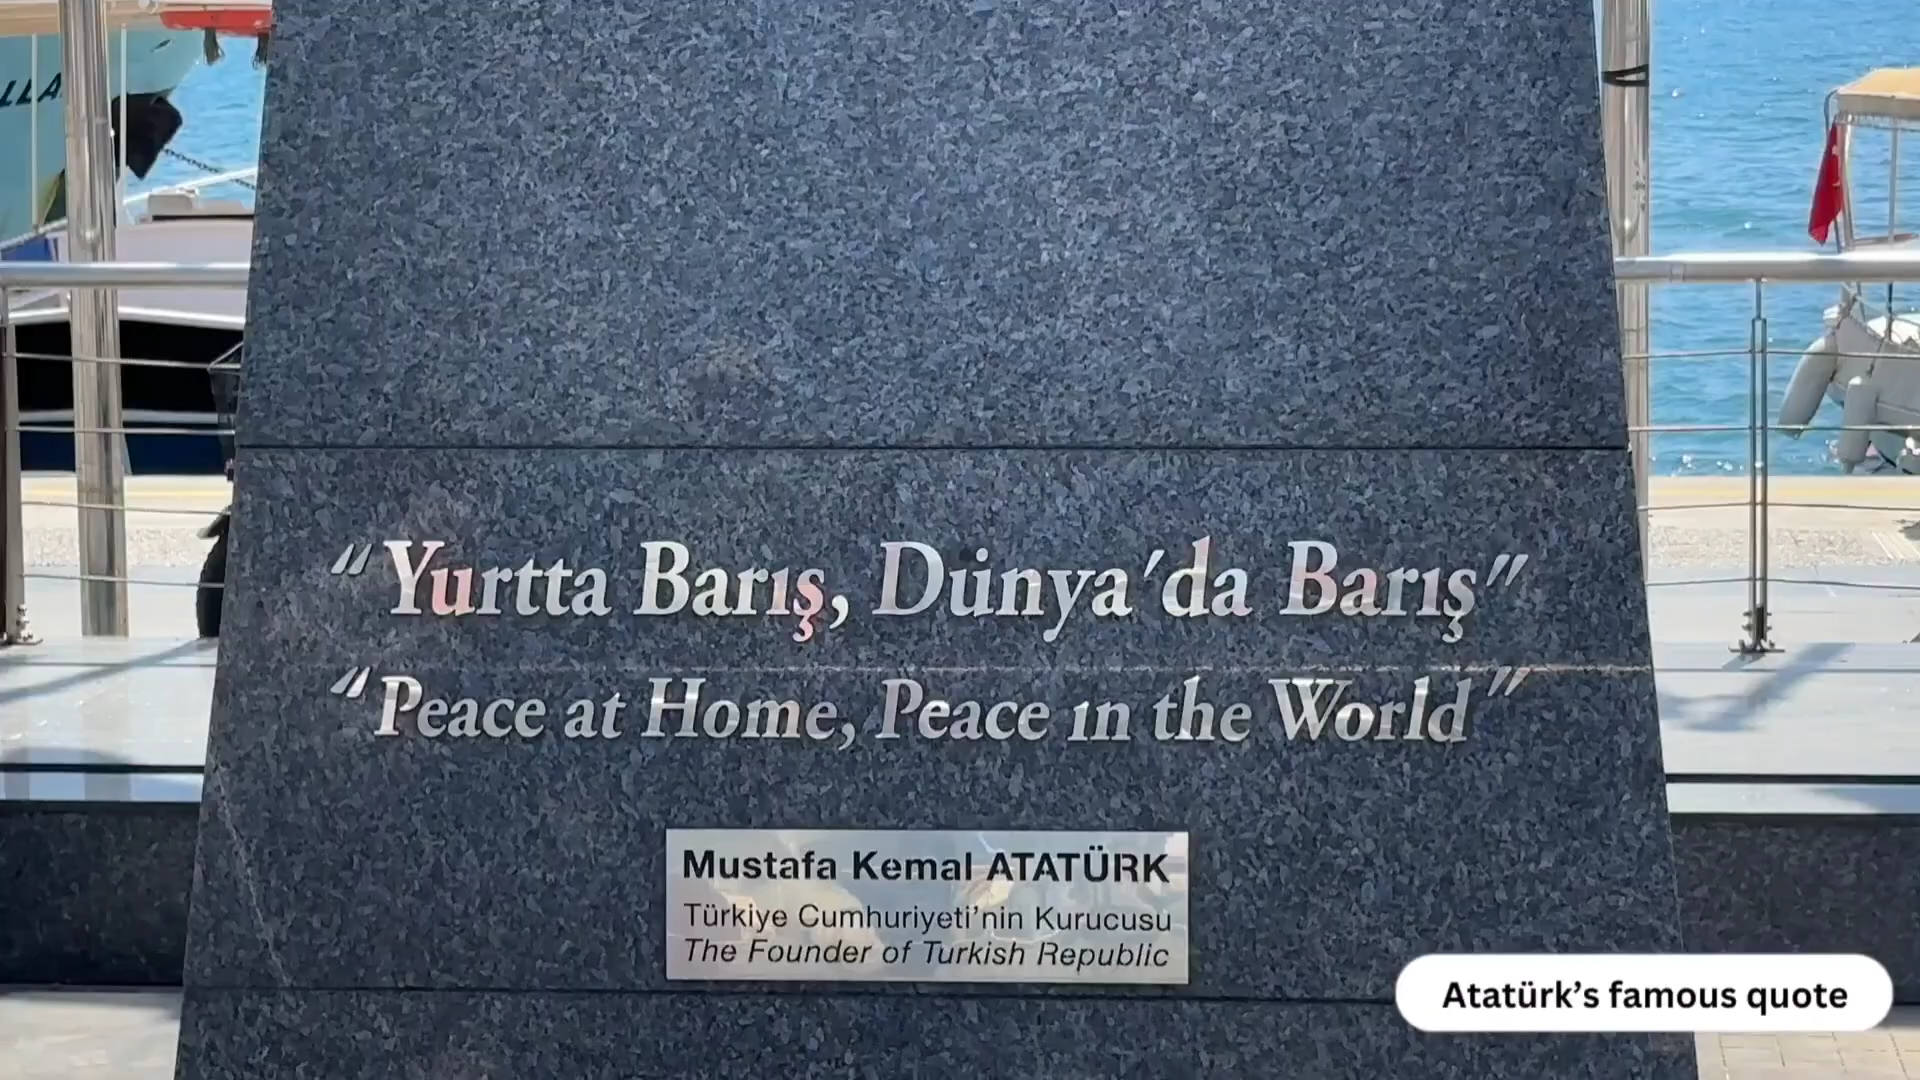 LLA
“Yurtta Barış, Dünya'da Barış”
“Peace at Home, Peace in the World”
Mustafa Kemal ATATÜRK
Türkiye Cumhuriyeti’nin Kurucusu
The Founder of Turkish Republic
Atatürk’s famous quote